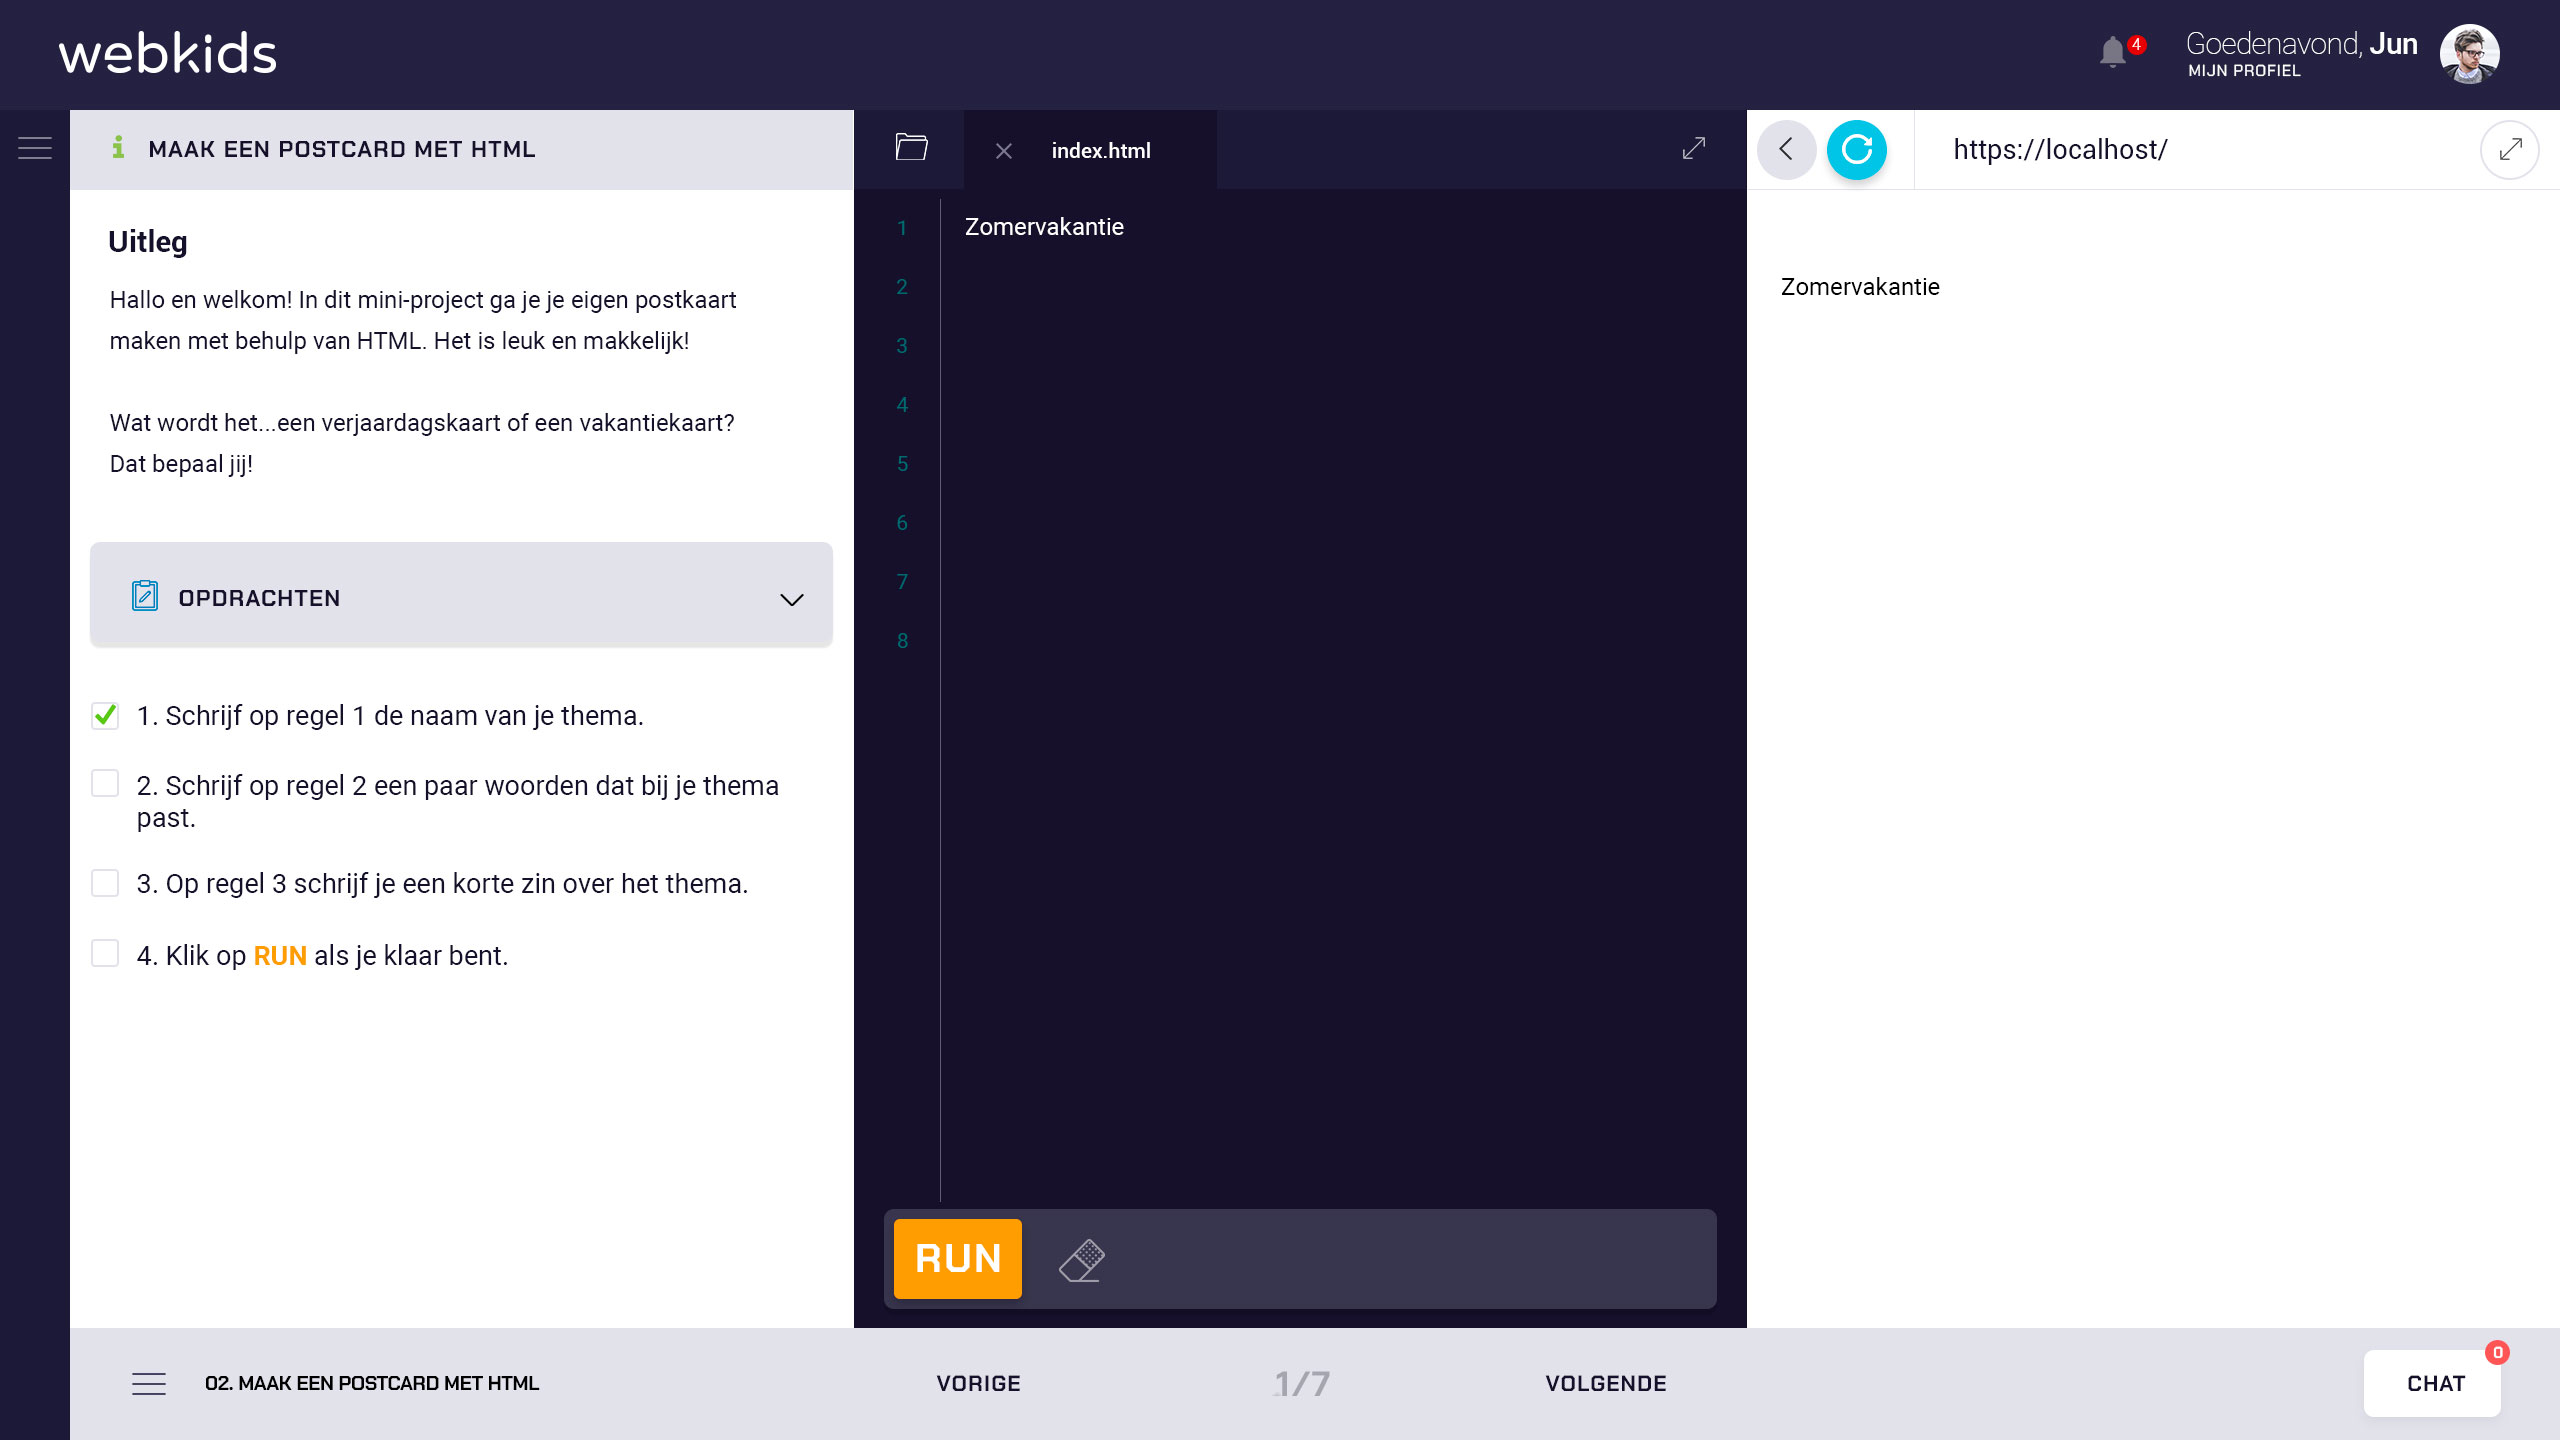 webkids
4
Goedenavond, Jun
MIJN PROFIEL
MAAK EEN POSTCARD MET HTML
Uitleg
Hallo en welkom! In dit mini-project ga je je eigen postkaart
maken met behulp van HTML. Het is leuk en makkelijk!
Wat wordt het...een verjaardagskaart of een vakantiekaart?
Dat bepaal jij!
OPDRACHTEN
1. Schrijf op regel 1 de naam van je thema.
2. Schrijf op regel 2 een paar woorden dat bij je thema
past.
3. Op regel 3 schrijf je een korte zin over het thema.
4. Klik op RUN als je klaar bent.
index.html
1 Zomervakantie
2
3
4
5
6
7
8
RUN
https://localhost/
Zomervakantie
02. MAAK EEN POSTCARD MET HTML
VORIGE
1/7
VOLGENDE
CHAT
0